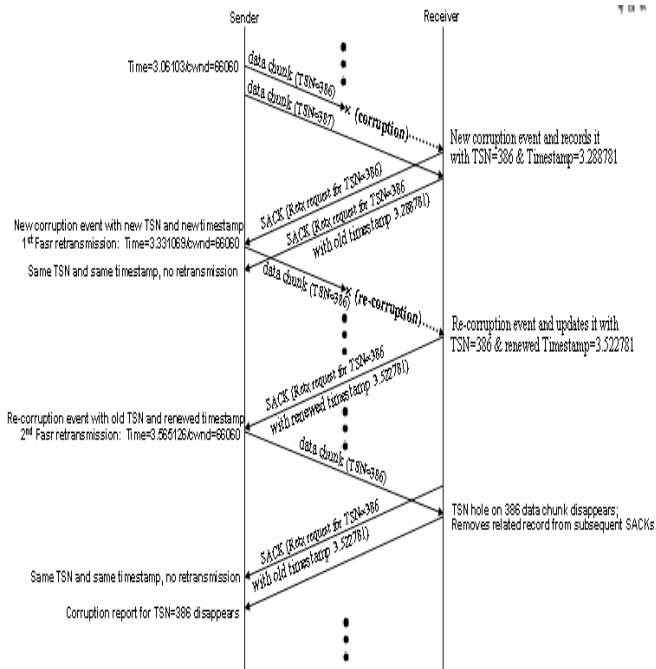 Sender
Receiver
Time=3.06103/cwnd=66060
data chunk (TSN=386)
data chunk (TSN=387)
× (corruption)
New corruption event and records it
with TSN=386 & Timestamp=3.288781
SACK (Retx request for TSN=386)
SACK (Retx request for TSN=386
with old timestamp 3.288781)
New corruption event with new TSN and new timestamp
1st Fasr retransmission: Time=3.331069/cwnd=66060
Same TSN and same timestamp, no retransmission
data chunk (TSN=386)
× (re-corruption)
Re-corruption event and updates it with
TSN=386 & renewed Timestamp=3.522781
SACK (Retx request for TSN=386
with renewed timestamp 3.522781)
Re-corruption event with old TSN and renewed timestamp
2nd Fasr retransmission: Time=3.565126/cwnd=66060
data chunk (TSN=386)
TSN hole on 386 data chunk disappears;
Removes related record from subsequent SACKs
SACK (Retx request for TSN=386
with old timestamp 3.522781)
Same TSN and same timestamp, no retransmission
Corruption report for TSN=386 disappears